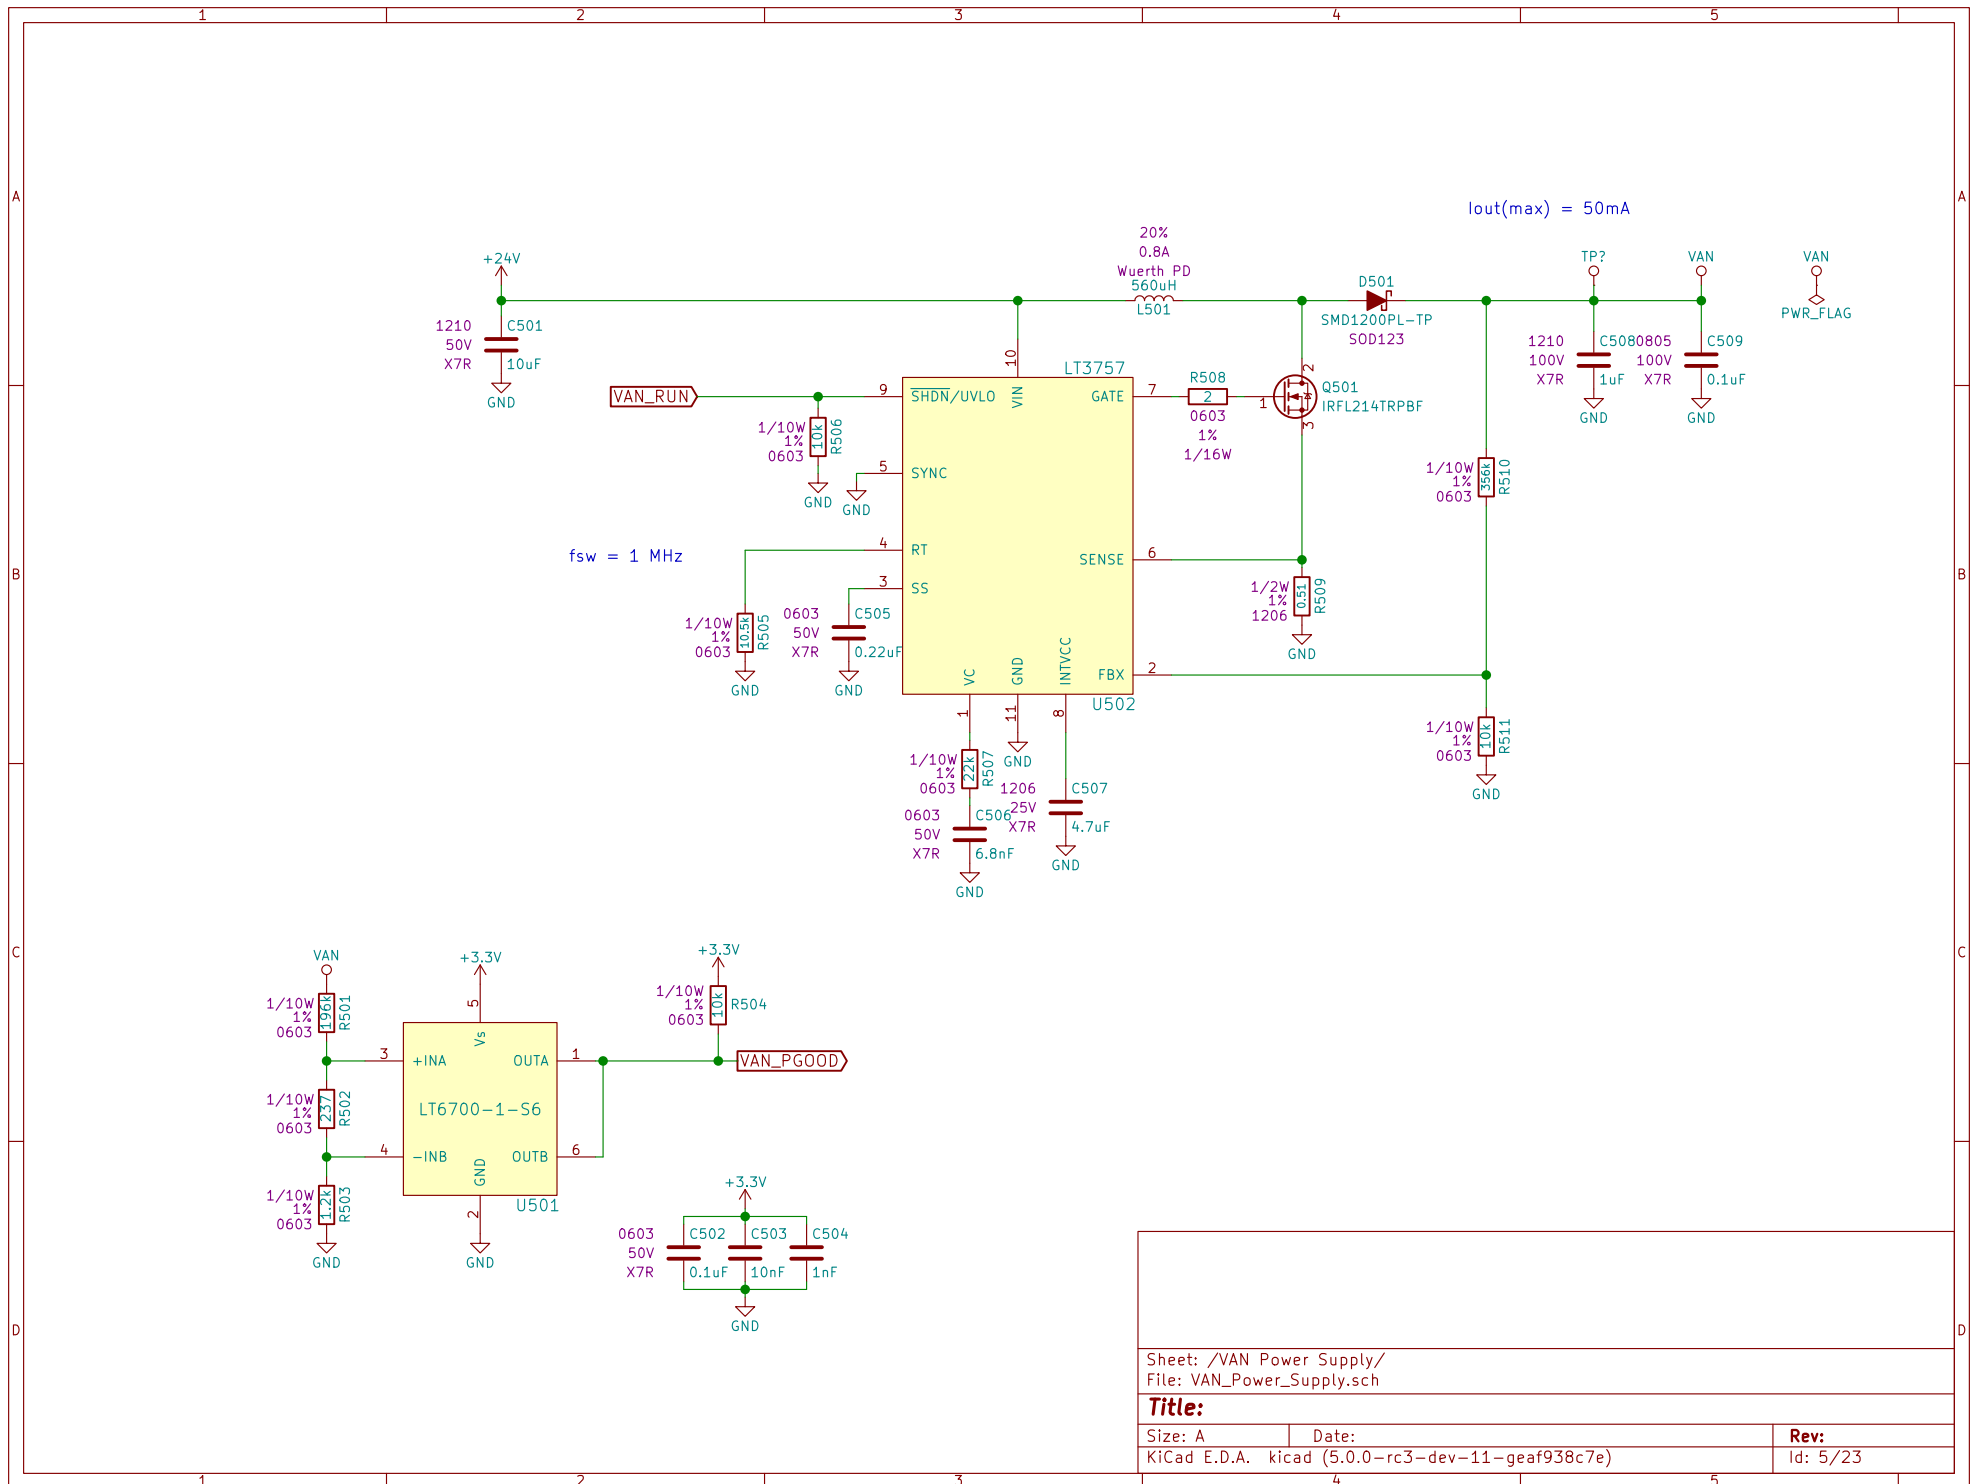 1 2 3 4 5
A
A
B
B
C
C
D
D
Iout(max) = 50mA
+24V
1210
50V
X7R
C501
10uF
GND
VAN_RUN
1/10W
1%
0603
10k
R506
GND
GND
fsw = 1 MHz
1/10W
1%
0603
10.5k
R505
GND
0603
50V
X7R
C505
0.22uF
GND
LT3757
9
SHDN/UVLO
5
SYNC
4
RT
3
SS
10
VIN
GATE
7
SENSE
6
FBX
2
VC
1
GND
11
INTVCC
8
U502
GND
1/10W
1%
0603
22k
R507
0603
50V
X7R
C506
6.8nF
GND
1206
25V
X7R
C507
4.7uF
GND
20%
0.8A
Wuerth PD
560uH
L501
R508
2
0603
1%
1/16W
2
1
3
Q501
IRFL214TRPBF
D501
SMD1200PL-TP
SOD123
1/2W
1%
1206
0.51
R509
GND
1/10W
1%
0603
356k
R510
1/10W
1%
0603
10k
R511
GND
TP?
1210
100V
X7R
C508
1uF
GND
VAN
0805
100V
X7R
C509
0.1uF
GND
VAN
PWR_FLAG
VAN
1/10W
1%
0603
196k
R501
1/10W
1%
0603
237
R502
1/10W
1%
0603
1.2k
R503
GND
+3.3V
5
Vs
3
+INA
OUTA
1
LT6700-1-S6
4
-INB
OUTB
6
GND
2
U501
GND
+3.3V
1/10W
1%
0603
10k
R504
VAN_PGOOD
+3.3V
0603
50V
X7R
C502
0.1uF
C503
10nF
C504
1nF
GND
Sheet: /VAN Power Supply/
File: VAN_Power_Supply.sch
Title:
Size: A
Date:
Rev:
KiCad E.D.A. kicad (5.0.0-rc3-dev-11-geaf938c7e)
Id: 5/23
1 2 3 4 5